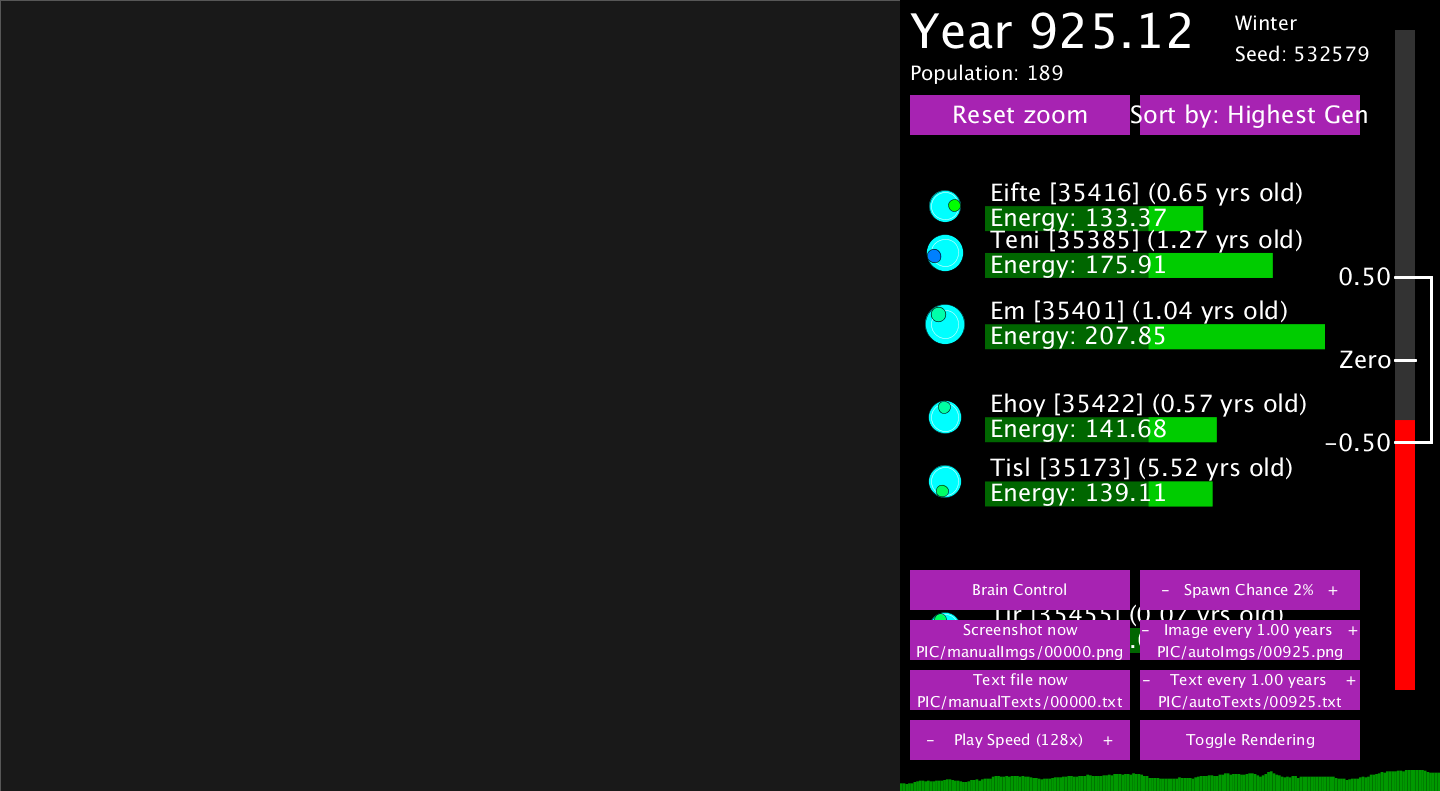 Year 925.12
Winter
Seed: 532579
Population: 189
Reset zoom
Sort by: Highest Gen
Eifte [35416] (0.65 yrs old)
Energy: 133.37
Teni [35385] (1.27 yrs old)
Energy: 175.91
0.50
Em [35401] (1.04 yrs old)
Energy: 207.85
Zero
Ehoy [35422] (0.57 yrs old)
Energy: 141.68
-0.50
Tisl [35173] (5.52 yrs old)
Energy: 139.11
Brain Control
- Spawn Chance 2% +
[35455] (0.07 yrs old)
Screenshot now
PIC/manualImgs/00000.png
- Image every 1.00 years +
PIC/autoImgs/00925.png
Text file now
PIC/manualTexts/00000.txt
- Text every 1.00 years +
PIC/autoTexts/00925.txt
- Play Speed (128x) +
Toggle Rendering